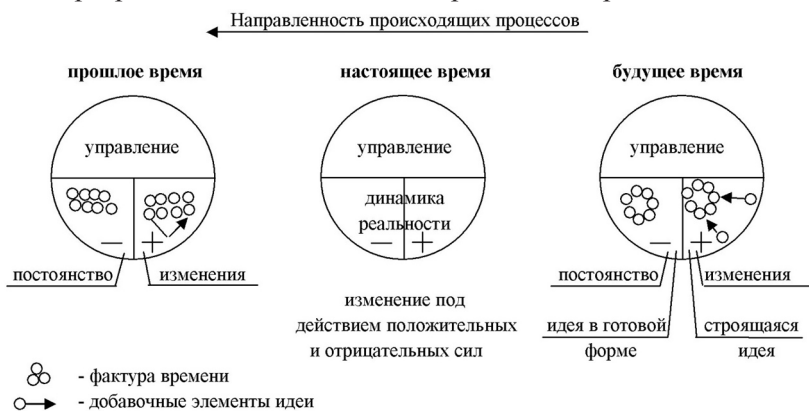 Направленность происходящих процессов
прошлое время
настоящее время
будущее время
управление
управление
управление
динамика
реальности
− +
− +
− +
постоянство
изменения
постоянство
изменения
изменение под
действием положительных
и отрицательных сил
идея в готовой
форме
строящаяся
идея
- фактура времени
- добавочные элементы идеи